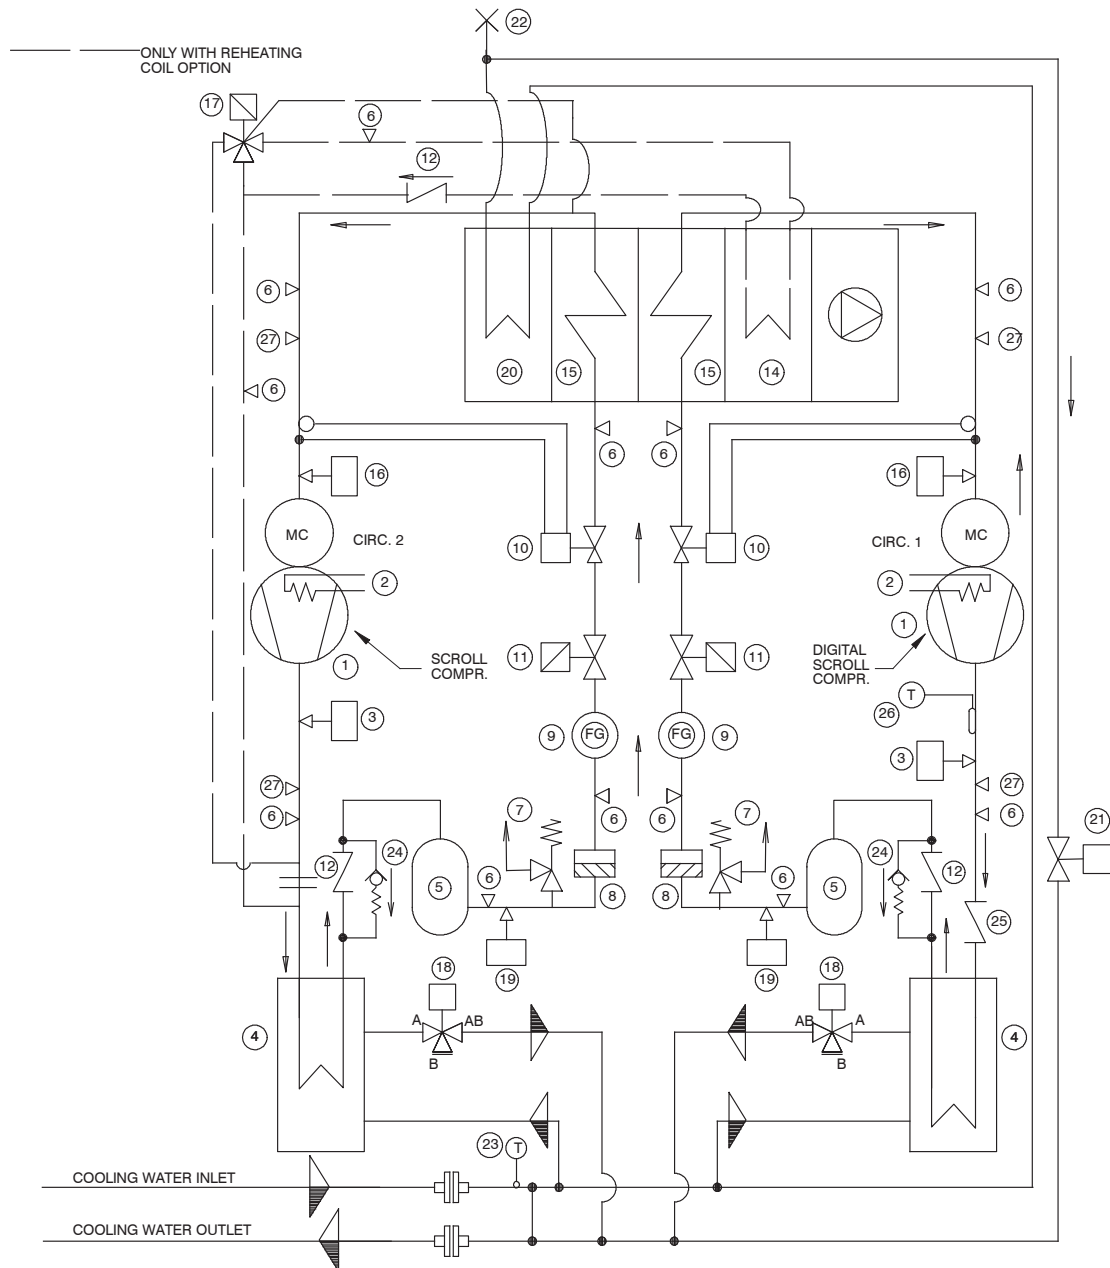 22
ONLY WITH REHEATING
COIL OPTION
17
6
12
6
6
27
27
20
15
15
14
6
6
6
16
16
MC
CIRC. 2
10
10
CIRC. 1
MC
2
2
1
SCROLL
COMPR.
1
11
11
DIGITAL
SCROLL
COMPR.
T
26
3
9
FG
FG
9
3
27
27
6
7
6
6
7
6
21
12
24
5
6
8
8
6
5
24
12
25
19
19
18
18
4
A
AB
B
AB
A
B
4
23
T
COOLING WATER INLET
COOLING WATER OUTLET